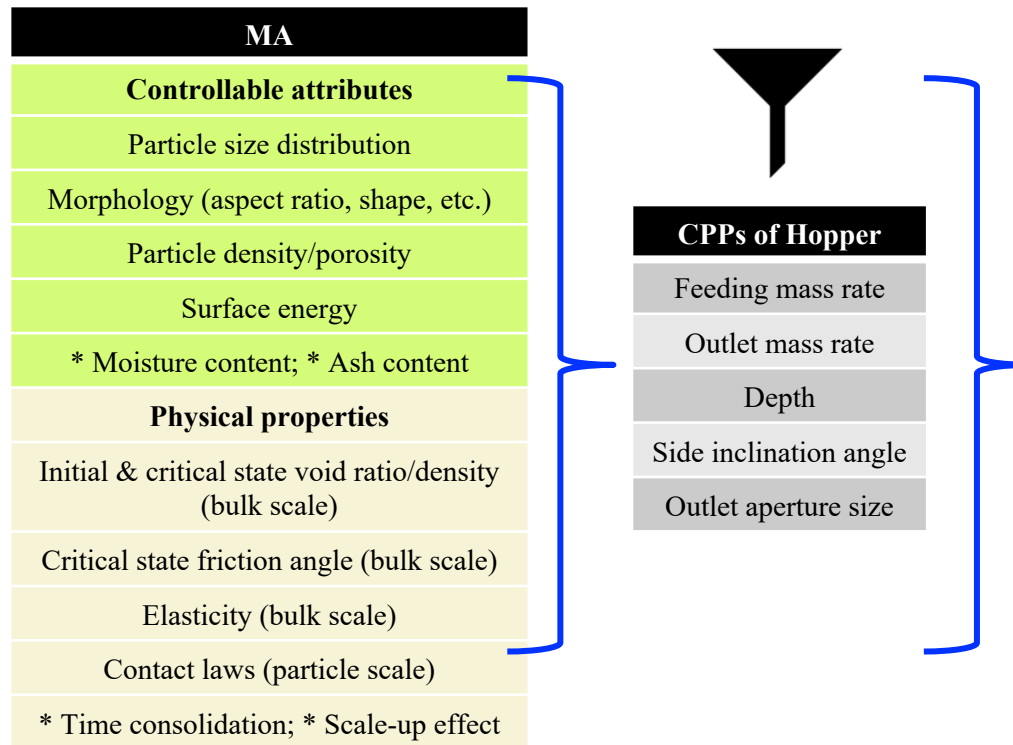 MA
Controllable attributes
Particle size distribution
Morphology (aspect ratio, shape, etc.)
Particle density/porosity
Surface energy
* Moisture content; * Ash content
Physical properties
Initial & critical state void ratio/density
(bulk scale)
Critical state friction angle (bulk scale)
Elasticity (bulk scale)
Contact laws (particle scale)
* Time consolidation; * Scale-up effect
CPPs of Hopper
Feeding mass rate
Outlet mass rate
Depth
Side inclination angle
Outlet aperture size